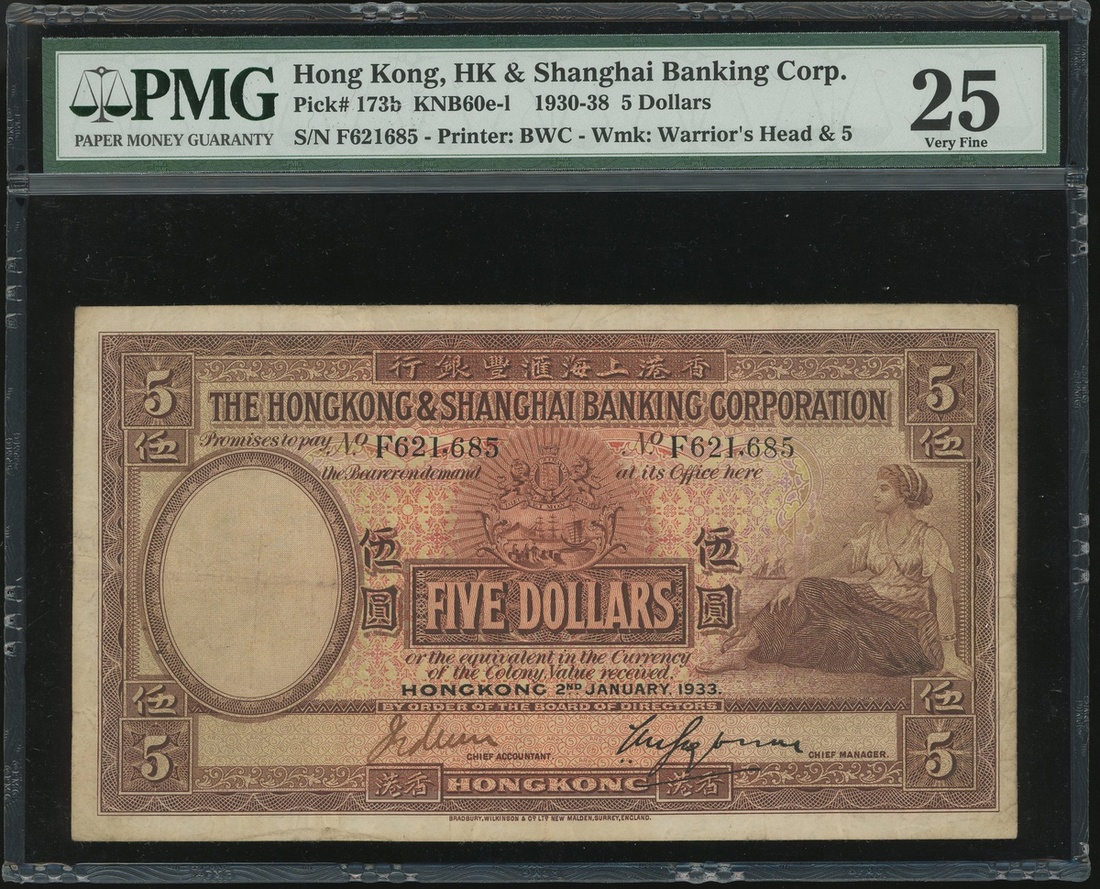 PMG
PAPER MONEY GUARANTY
Hong Kong, HK & Shanghai Banking Corp.
Pick# 173b KNB60e-l 1930-38 5 Dollars
S/N F621685 - Printer: BWC - Wmk: Warrior's Head & 5
25
Very Fine
行銀豐滙海上港香
5 5
THE HONGKONG & SHANGHAI BANKING CORPORATION
伍 伍
Promises to pay No F621,685 No F621,685
the Bearer on demand at its Office here
伍圓 伍圓
FIVE DOLLARS
or the equivalent in the Currency
of the Colony, Value received.
HONGKONG 2ND JANUARY, 1933.
伍 伍
BY ORDER OF THE BOARD OF DIRECTORS
5 5
CHIEF ACCOUNTANT. CHIEF MANAGER.
港香 HONGKONG 港香
BRADBURY, WILKINSON & CO LTD NEW MALDEN, SURREY, ENGLAND.